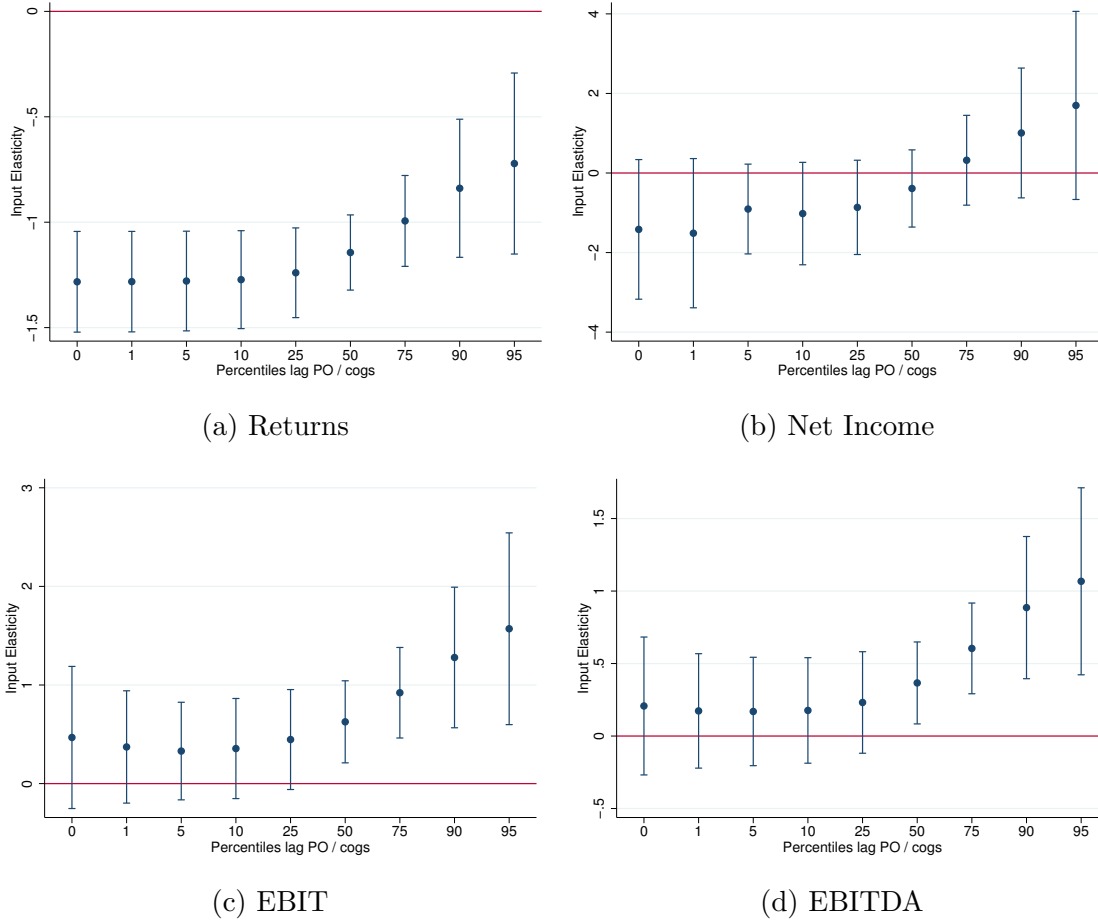 0
-.5
-1
-1.5
Input Elasticity
0 1 5 10 25 50 75 90 95
Percentiles lag PO / cogs
(a) Returns
4
2
0
-2
-4
Input Elasticity
0 1 5 10 25 50 75 90 95
Percentiles lag PO / cogs
(b) Net Income
3
2
1
0
Input Elasticity
0 1 5 10 25 50 75 90 95
Percentiles lag PO / cogs
(c) EBIT
1.5
1
.5
0
-.5
Input Elasticity
0 1 5 10 25 50 75 90 95
Percentiles lag PO / cogs
(d) EBITDA